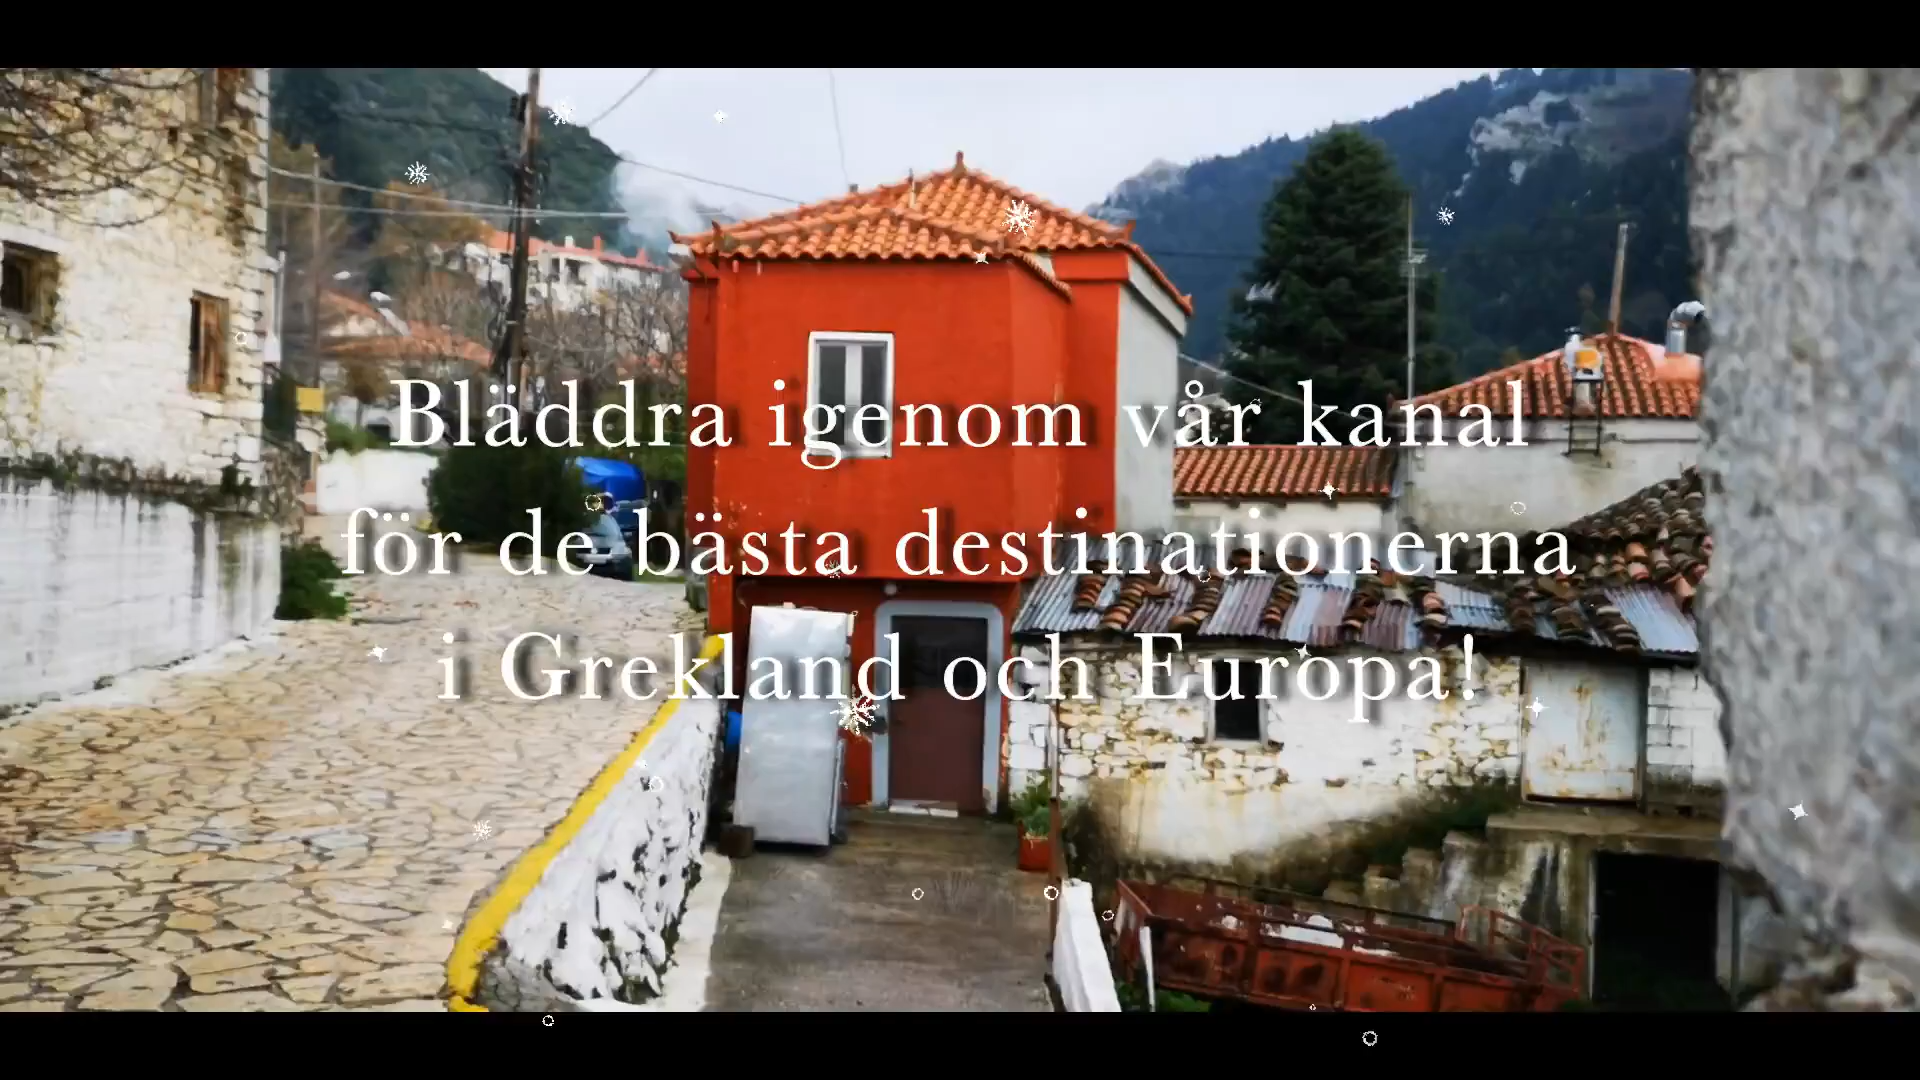 Bläddra igenom vår kanal
för de bästa destinationerna
i Grekland och Europa!